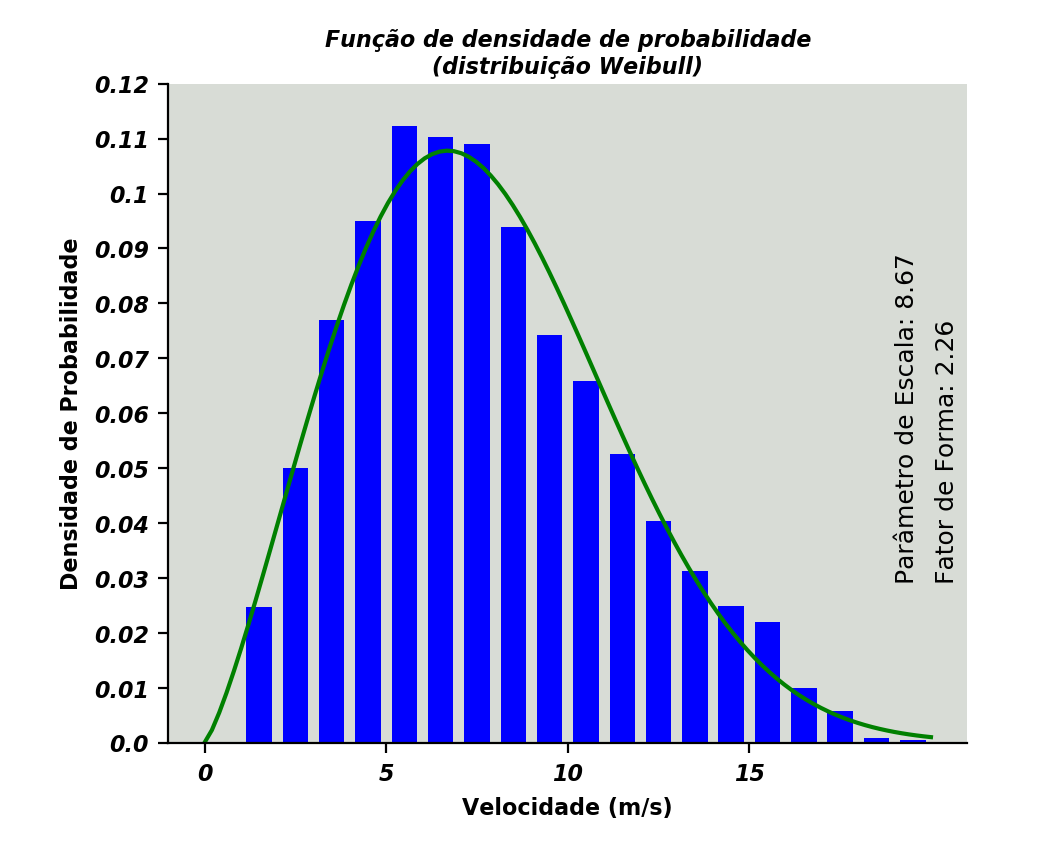 Função de densidade de probabilidade
(distribuição Weibull)
Densidade de Probabilidade
0.12
0.11
0.1
0.09
0.08
0.07
0.06
0.05
0.04
0.03
0.02
0.01
0.0
Parâmetro de Escala: 8.67
Fator de Forma: 2.26
0
5
10
15
Velocidade (m/s)